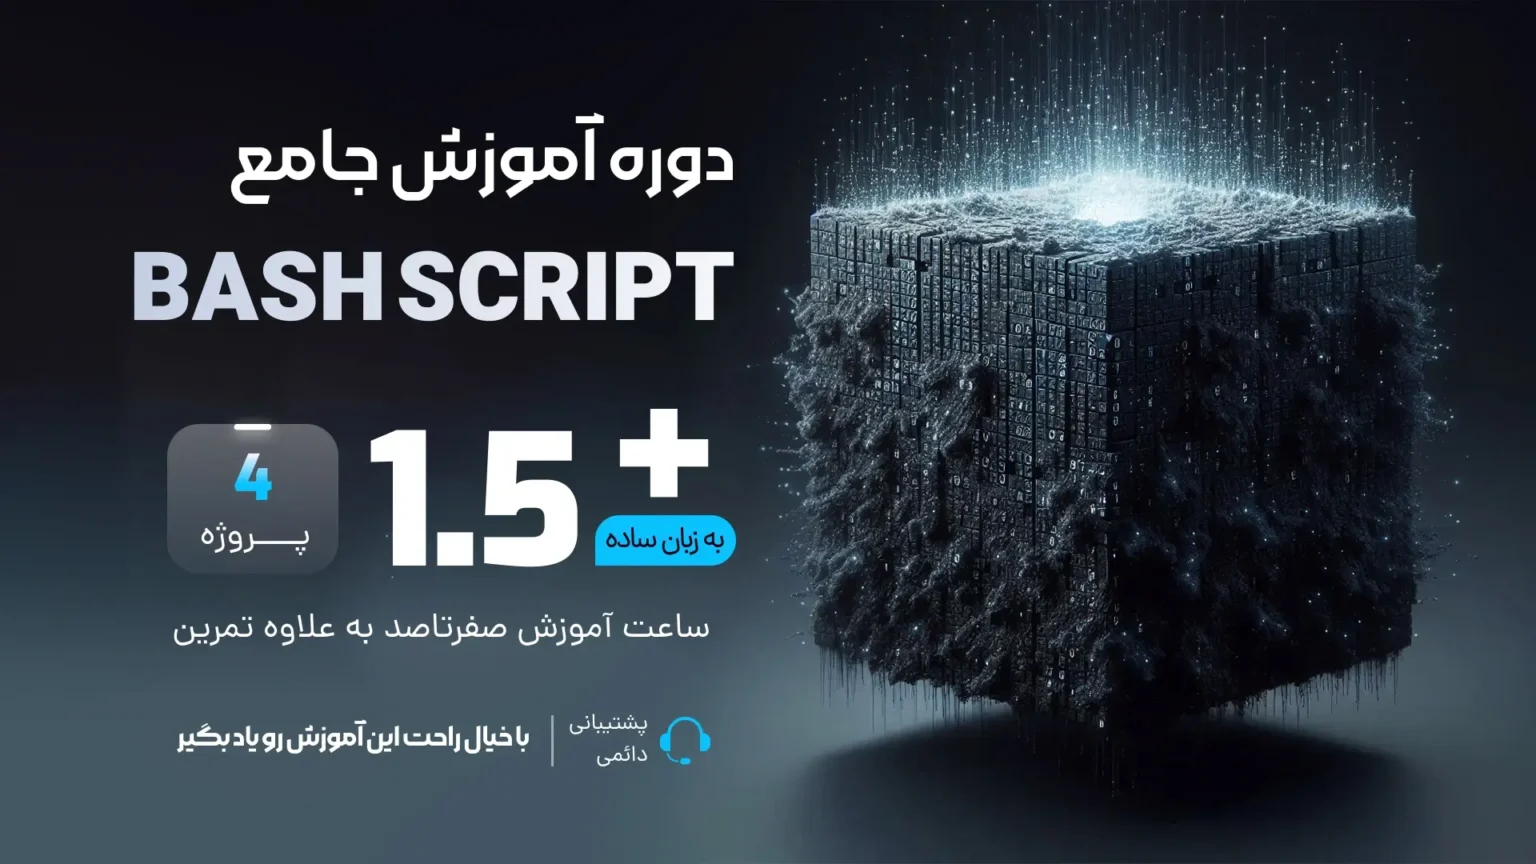 دوره آموزش جامع
BASH SCRIPT
+1.5
به زبان ساده
4
پـــروژه
ساعت آموزش صفرتاصد به علاوه تمرین
پشتیبانی
دائمی
با خیال راحت این آموزش رو یاد بگیر